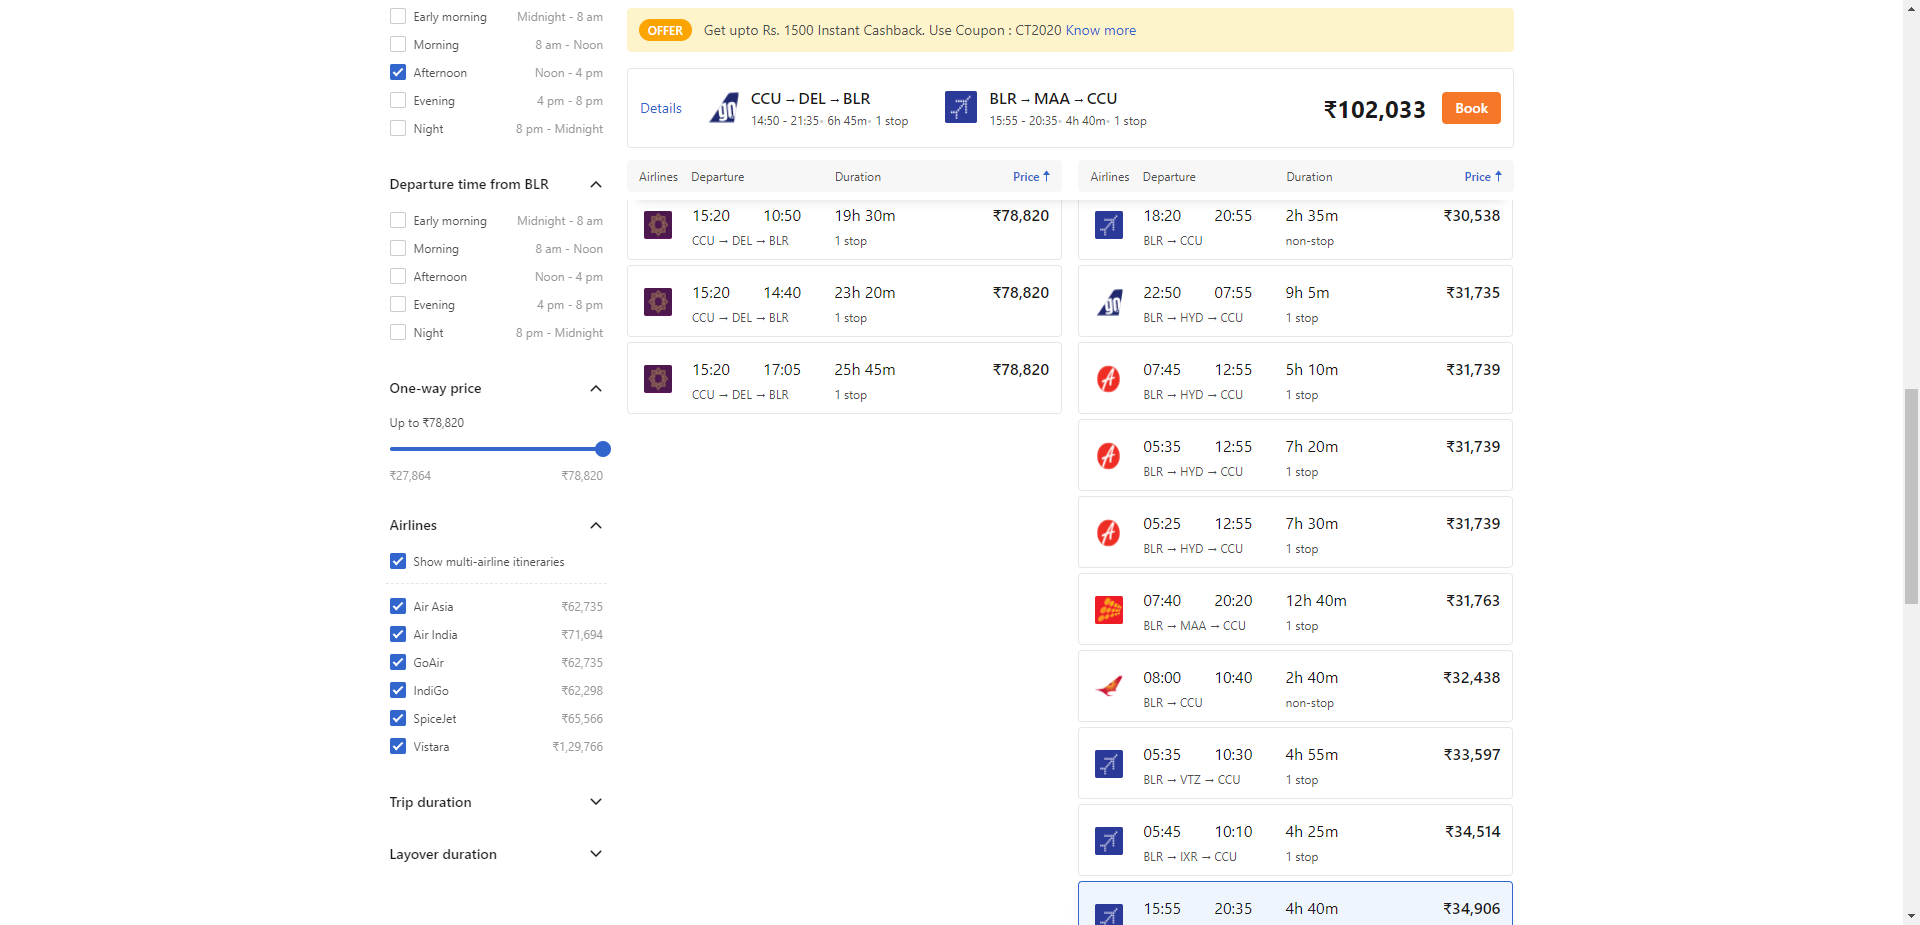 Early morning Midnight - 8 am
Morning 8 am - Noon
Afternoon Noon - 4 pm
Evening 4 pm - 8 pm
Night 8 pm - Midnight
Departure time from BLR
Early morning Midnight - 8 am
Morning 8 am - Noon
Afternoon Noon - 4 pm
Evening 4 pm - 8 pm
Night 8 pm - Midnight
One-way price
Up to ₹78,820
₹27,864 ₹78,820
Airlines
Show multi-airline itineraries
Air Asia ₹62,735
Air India ₹71,694
GoAir ₹62,735
IndiGo ₹62,298
SpiceJet ₹65,566
Vistara ₹1,29,766
Trip duration
Layover duration
OFFER Get upto Rs. 1500 Instant Cashback. Use Coupon : CT2020 Know more
Details
GO
CCU → DEL → BLR
14:50 - 21:35• 6h 45m• 1 stop
BLR → MAA → CCU
15:55 - 20:35• 4h 40m• 1 stop
₹102,033
Book
Airlines Departure Duration Price ↑
15:20 10:50 19h 30m ₹78,820
CCU → DEL → BLR 1 stop
15:20 14:40 23h 20m ₹78,820
CCU → DEL → BLR 1 stop
15:20 17:05 25h 45m ₹78,820
CCU → DEL → BLR 1 stop
Airlines Departure Duration Price ↑
18:20 20:55 2h 35m ₹30,538
BLR → CCU non-stop
GO
22:50 07:55 9h 5m ₹31,735
BLR → HYD → CCU 1 stop
07:45 12:55 5h 10m ₹31,739
BLR → HYD → CCU 1 stop
05:35 12:55 7h 20m ₹31,739
BLR → HYD → CCU 1 stop
05:25 12:55 7h 30m ₹31,739
BLR → HYD → CCU 1 stop
07:40 20:20 12h 40m ₹31,763
BLR → MAA → CCU 1 stop
08:00 10:40 2h 40m ₹32,438
BLR → CCU non-stop
05:35 10:30 4h 55m ₹33,597
BLR → VTZ → CCU 1 stop
05:45 10:10 4h 25m ₹34,514
BLR → IXR → CCU 1 stop
15:55 20:35 4h 40m ₹34,906